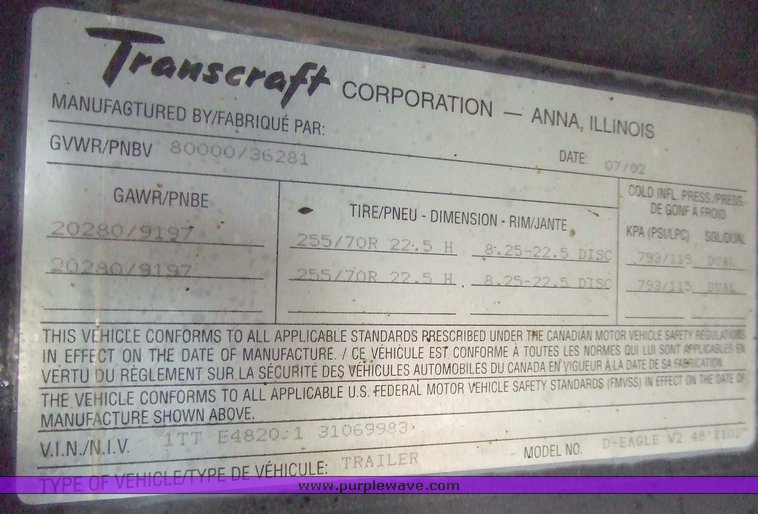 Transcraft CORPORATION — ANNA, ILLINOIS
MANUFACTURED BY/FABRIQUÉ PAR:
GVWR/PNBV 80000/36281 DATE: 07/02
GAWR/PNBE TIRE/PNEU - DIMENSION - RIM/JANTE COLD INFL. PRESS./PRESS. DE GONF À FROID
KPA (PSI/LPC) SGL/DUAL
20280/9197 255/70R 22.5 H 8.25-22.5 DISC 793/115 DUAL
20280/9197 255/70R 22.5 H 8.25-22.5 DISC 793/115 DUAL
THIS VEHICLE CONFORMS TO ALL APPLICABLE STANDARDS PRESCRIBED UNDER THE CANADIAN MOTOR VEHICLE SAFETY REGULATIONS
IN EFFECT ON THE DATE OF MANUFACTURE. / CE VÉHICULE EST CONFORME À TOUTES LES NORMES QUI LUI SONT APPLICABLES EN
VERTU DU RÈGLEMENT SUR LA SÉCURITÉ DES VÉHICULES AUTOMOBILES DU CANADA EN VIGUEUR À LA DATE DE SA FABRICATION.
THE VEHICLE CONFORMS TO ALL APPLICABLE U.S. FEDERAL MOTOR VEHICLE SAFETY STANDARDS (FMVSS) IN EFFECT ON THE DATE OF
MANUFACTURE SHOWN ABOVE.
V.I.N./N.I.V. 1TT E4820 1 31069983
TYPE OF VEHICLE/TYPE DE VÉHICULE: TRAILER MODEL NO. D-EAGLE W2 48'X102"
www.purplewave.com